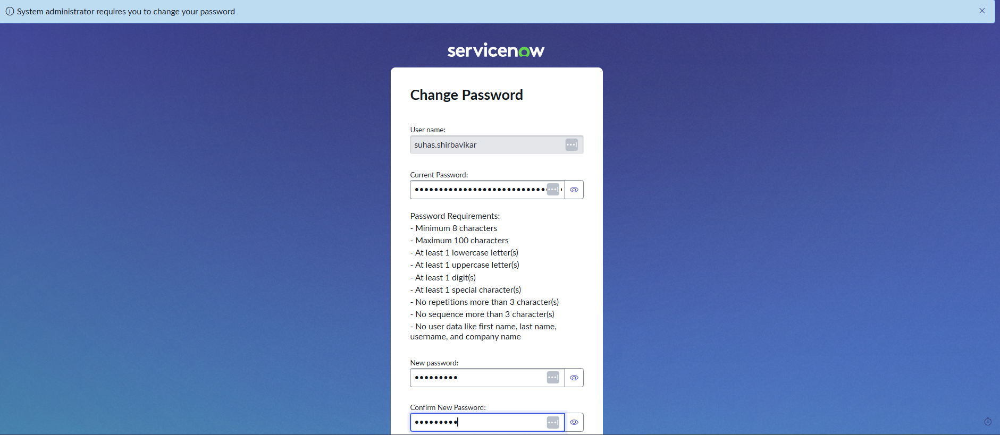 System administrator requires you to change your password
servicenow
Change Password
User name:
suhas.shirbavikar
Current Password:
Password Requirements:
- Minimum 8 characters
- Maximum 100 characters
- At least 1 lowercase letter(s)
- At least 1 uppercase letter(s)
- At least 1 digit(s)
- At least 1 special character(s)
- No repetitions more than 3 character(s)
- No sequence more than 3 character(s)
- No user data like first name, last name,
username, and company name
New password:
Confirm New Password: